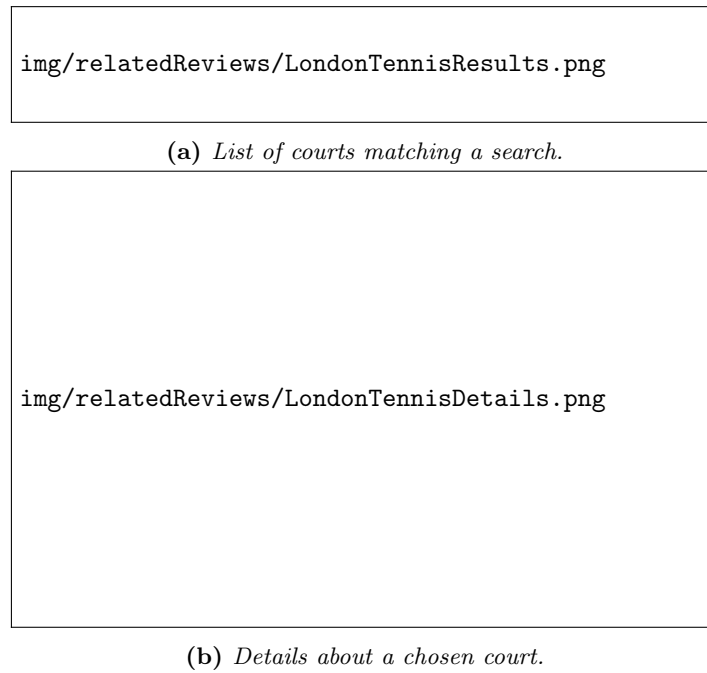 img/relatedReviews/LondonTennisResults.png
(a) List of courts matching a search.
img/relatedReviews/LondonTennisDetails.png
(b) Details about a chosen court.